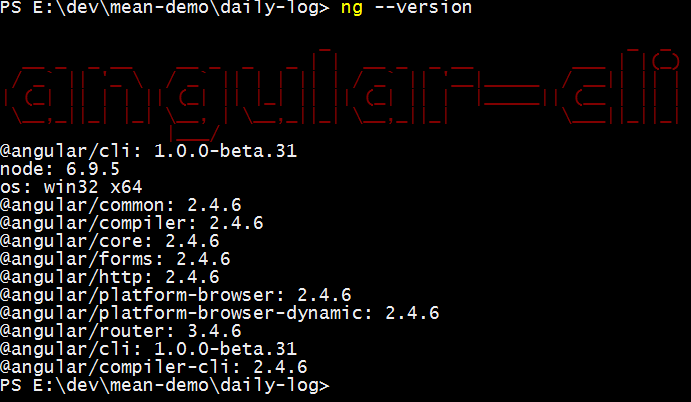 PS E:\dev\mean-demo\daily-log> ng --version
angular-cli
@angular/cli: 1.0.0-beta.31
node: 6.9.5
os: win32 x64
@angular/common: 2.4.6
@angular/compiler: 2.4.6
@angular/core: 2.4.6
@angular/forms: 2.4.6
@angular/http: 2.4.6
@angular/platform-browser: 2.4.6
@angular/platform-browser-dynamic: 2.4.6
@angular/router: 3.4.6
@angular/cli: 1.0.0-beta.31
@angular/compiler-cli: 2.4.6
PS E:\dev\mean-demo\daily-log>